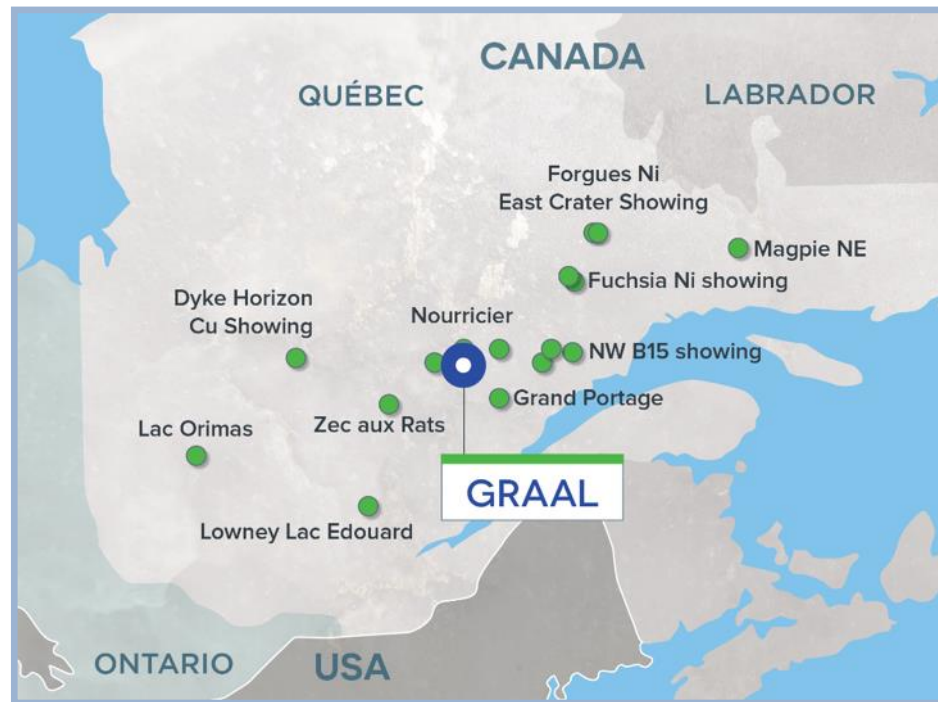 CANADA
QUÉBEC
LABRADOR
Forgues Ni
East Crater Showing
Magpie NE
Fuchsia Ni showing
Dyke Horizon
Cu Showing
Nourricier
NW B15 showing
Grand Portage
Zec aux Rats
Lac Orimas
GRAAL
Lowney Lac Edouard
ONTARIO
USA